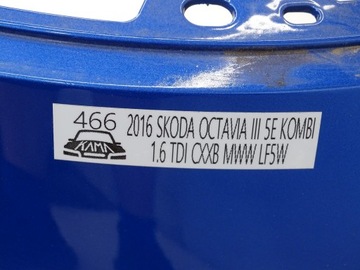 466 2016 SKODA OCTAVIA III 5E KOMBI
KAMA 1.6 TDI CXXB MWW LF5W